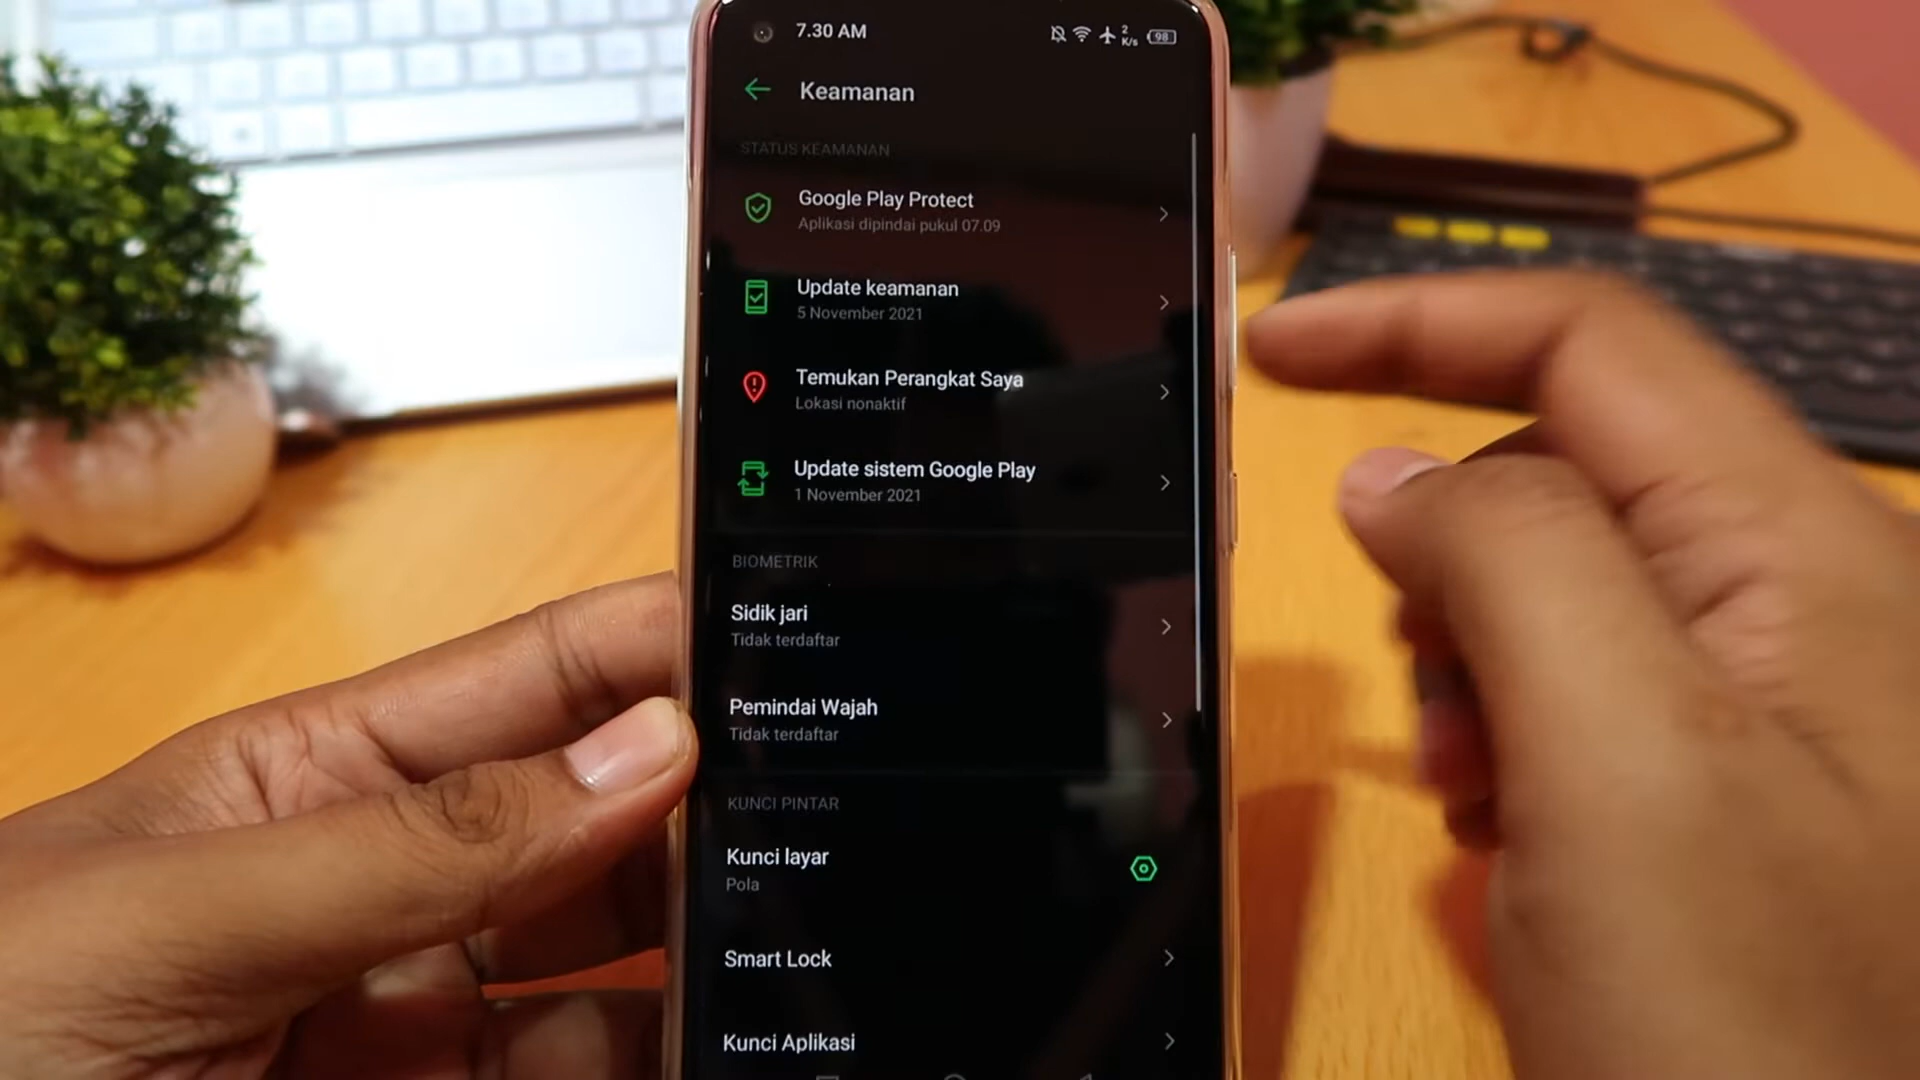 7.30 AM
2
K/s
98
Keamanan
STATUS KEAMANAN
Google Play Protect
Aplikasi dipindai pukul 07.09
Update keamanan
5 November 2021
Temukan Perangkat Saya
Lokasi nonaktif
Update sistem Google Play
1 November 2021
BIOMETRIK
Sidik jari
Tidak terdaftar
Pemindai Wajah
Tidak terdaftar
KUNCI PINTAR
Kunci layar
Pola
Smart Lock
Kunci Aplikasi